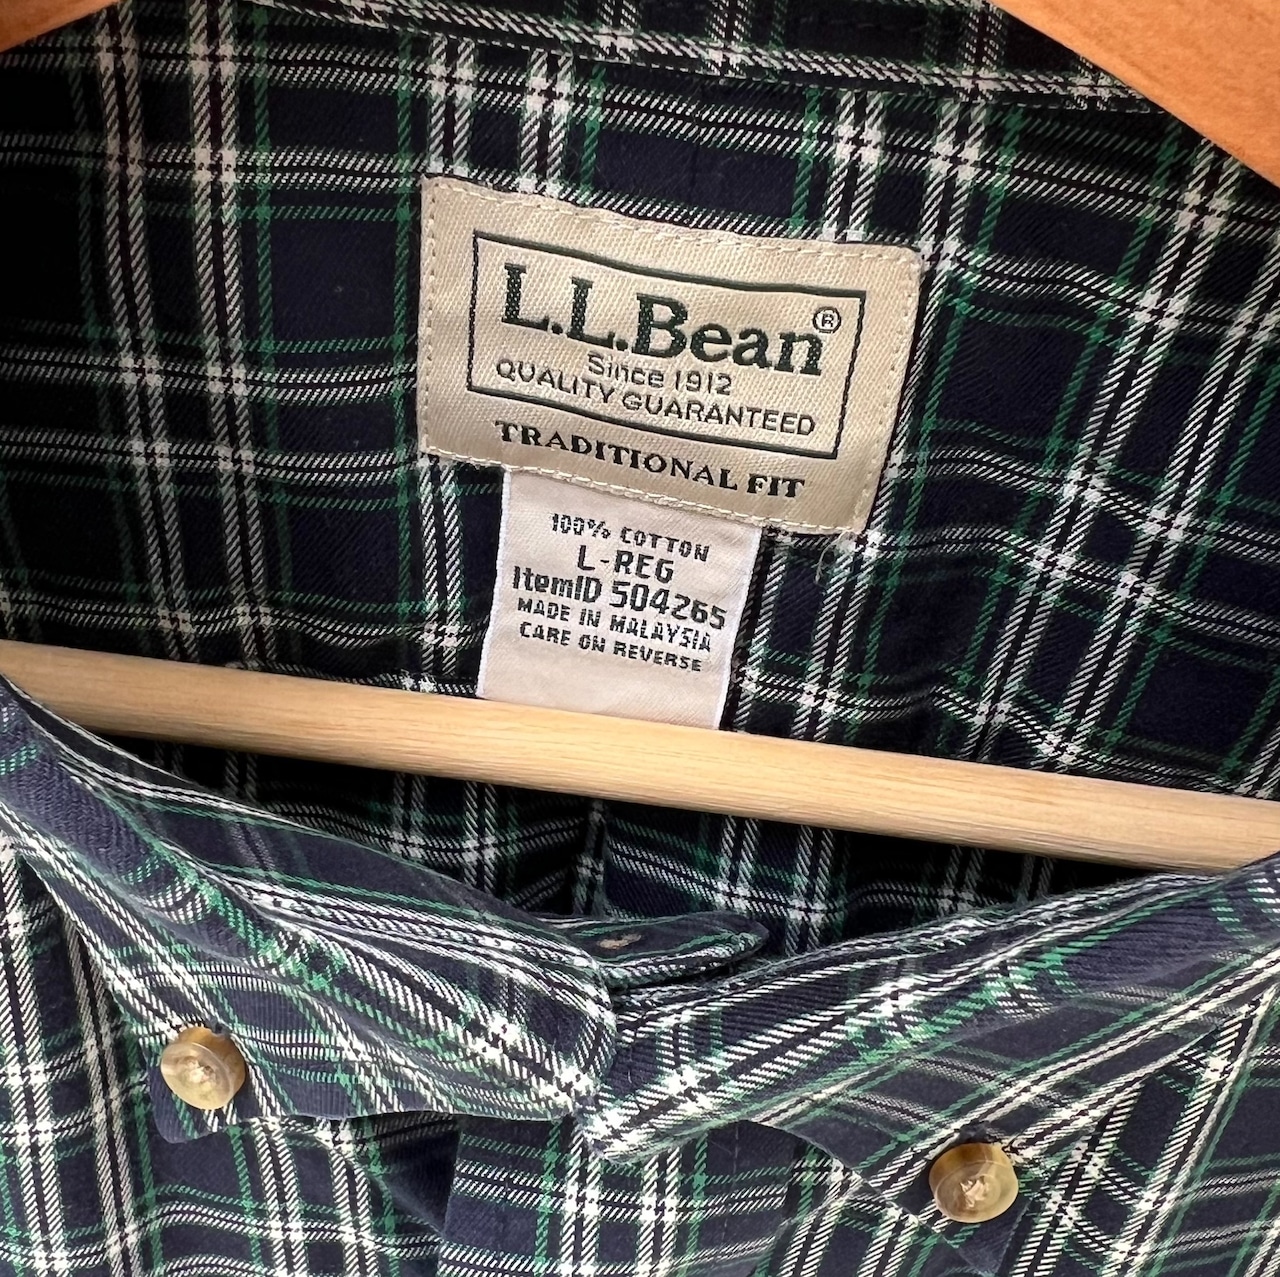 L.L.Bean®
Since 1912
QUALITY GUARANTEED
TRADITIONAL FIT
100% COTTON
L-REG
ItemID 504265
MADE IN MALAYSIA
CARE ON REVERSE